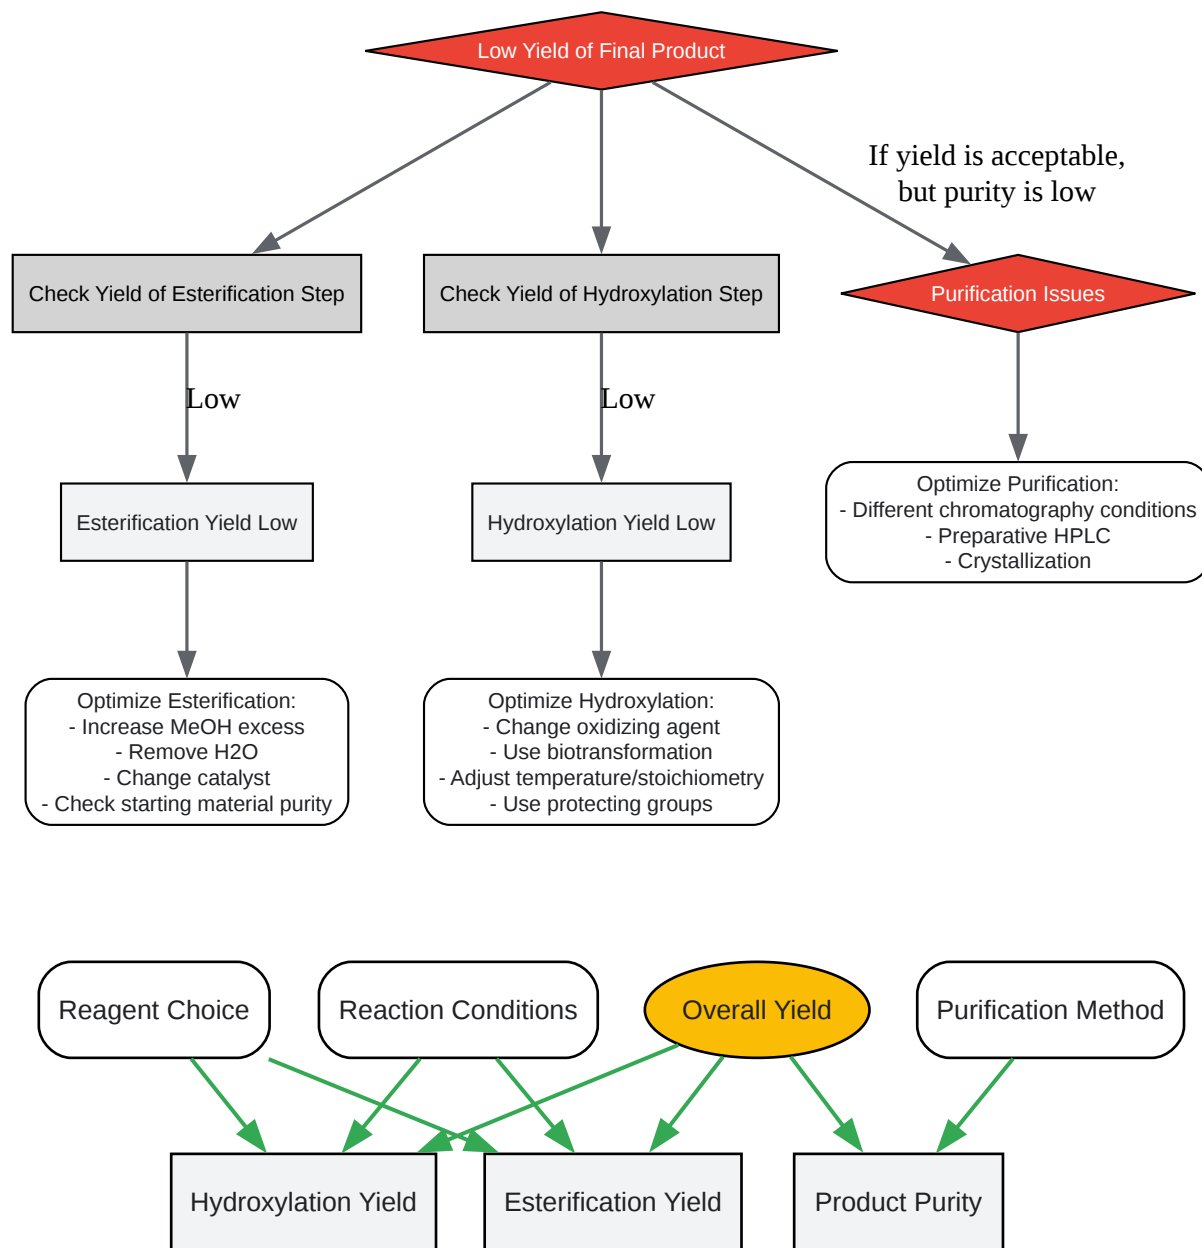 Low Yield of Final Product
If yield is acceptable,
but purity is low
Check Yield of Esterification Step
Check Yield of Hydroxylation Step
Purification Issues
Low
Low
Esterification Yield Low
Hydroxylation Yield Low
Optimize Purification:
- Different chromatography conditions
- Preparative HPLC
- Crystallization
Optimize Esterification:
- Increase MeOH excess
- Remove H2O
- Change catalyst
- Check starting material purity
Optimize Hydroxylation:
- Change oxidizing agent
- Use biotransformation
- Adjust temperature/stoichiometry
- Use protecting groups
Reagent Choice
Reaction Conditions
Overall Yield
Purification Method
Hydroxylation Yield
Esterification Yield
Product Purity